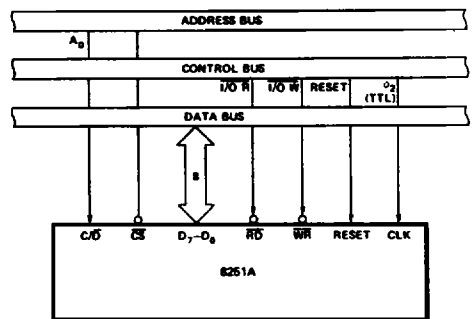 ADDRESS BUS
A₀
CONTROL BUS
I/O R I/O W RESET ϕ₂
(TTL)
DATA BUS
8
C/D CS D₇–D₀ RD WR RESET CLK
8251A